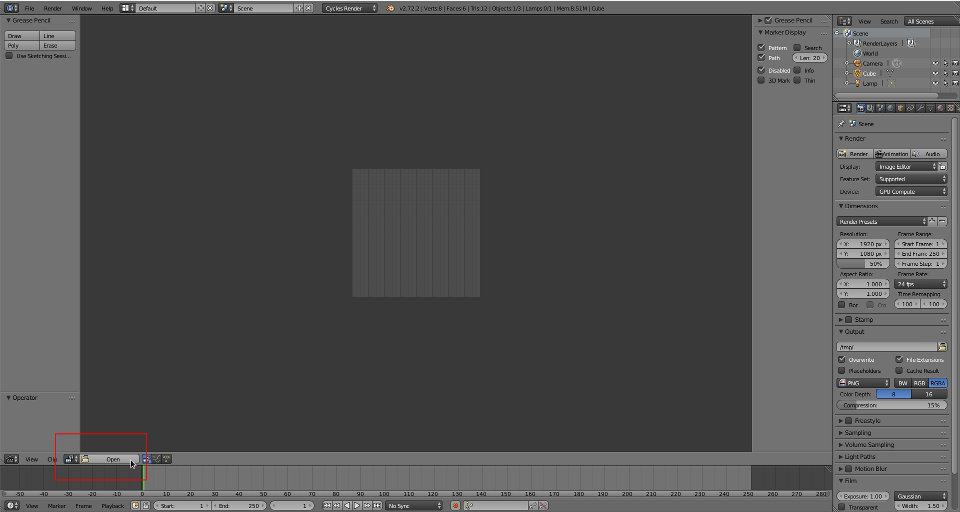 File Render Window Help Default Scene Cycles Render v2.72.2 | Verts:8 | Faces:6 | Tris:12 | Objects:1/3 | Lamps:0/1 | Mem:8.51M | Cube
Grease Pencil
Draw Line
Poly Erase
Use Sketching Sessi...
Operator
View Open
Grease Pencil
Marker Display
Pattern Search
Path Len: 20
Disabled Info
3D Mark Thin
View Search All Scenes
Scene
RenderLayers
World
Camera
Cube
Lamp
Scene
Render
Render Animation Audio
Display: Image Editor
Feature Set: Supported
Device: GPU Compute
Dimensions
Render Presets
Resolution: Frame Range:
X: 1920 px Start Frame: 1
Y: 1080 px End Fram: 250
50% Frame Step: 1
Aspect Ratio: Frame Rate:
X: 1.000 24 fps
Y: 1.000 Time Remapping:
Bor 100 100
Stamp
Output
/tmp/
Overwrite File Extensions
Placeholders Cache Result
PNG BW RGB RGBA
Color Depth: 8 16
Compression: 15%
Freestyle
Sampling
Volume Sampling
Light Paths
Motion Blur
Film
Exposure: 1.00 Gaussian
Transparent Width: 1.50
-50 -40 -30 -20 -10 0 10 20 30 40 50 60 70 80 90 100 110 120 130 140 150 160 170 180 190 200 210 220 230 240 250 260 270 280
View Marker Frame Playback Start: 1 End: 250 1 No Sync